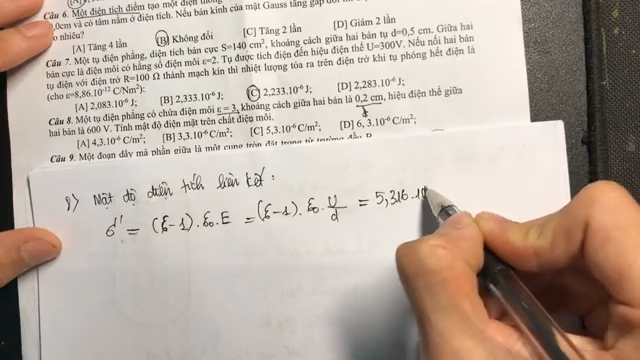 Câu 6. Một điện tích điểm tạo một điện thông
0cm và có tâm nằm ở điện tích. Nếu bán kính của mặt Gauss tăng gấp đôi thì
nhiêu?
[A] Tăng 4 lần [B] Không đổi [C] Tăng 2 lần [D] Giảm 2 lần
Câu 7. Một tụ điện phẳng, diện tích bản cực S=140 cm², khoảng cách giữa hai bản tụ d=0,5 cm. Giữa hai
bản cực là điện môi có hằng số điện môi ε=2. Tụ được tích điện đến hiệu điện thế U=300V. Nếu nối hai bản
tụ điện với điện trở R=100 Ω thành mạch kín thì nhiệt lượng tỏa ra trên điện trở khi tụ phóng hết điện là
(cho ε=8,86.10⁻¹² C/Nm²):
[A] 2,083.10⁻⁶ J; [B] 2,333.10⁻⁶ J; [C] 2,233.10⁻⁶ J; [D] 2,283.10⁻⁶ J;
Câu 8. Một tụ phẳng có chứa điện môi ε = 3, khoảng cách giữa hai bản là 0,2 cm, hiệu điện thế giữa
hai bản là 600 V. Tính mật độ điện mặt trên chất điện môi.
d
[A] 4,3.10⁻⁶ C/m²; [B] 3,3.10⁻⁶ C/m²; [C] 5,3.10⁻⁶ C/m²; [D] 6, 3.10⁻⁶ C/m²;
Câu 9. Một đoạn dây mà phần giữa là một cung tròn đặt trong từ trường đều
8) Mật độ điện tích liên kết:
6' = (ε-1).ε₀.E = (ε-1).ε₀.U/d = 5,316.10